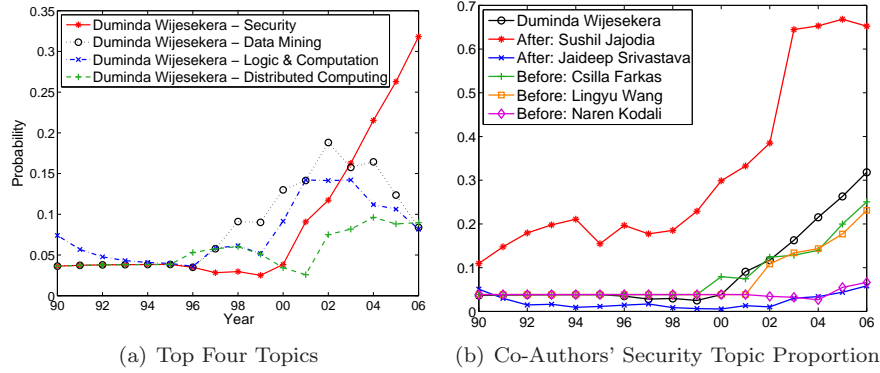 0.35
0.3
0.25
0.2
0.15
0.1
0.05
0
Probability
90 92 94 96 98 00 02 04 06
Year
Duminda Wijesekera – Security
Duminda Wijesekera – Data Mining
Duminda Wijesekera – Logic & Computation
Duminda Wijesekera – Distributed Computing
(a) Top Four Topics
0.7
0.6
0.5
0.4
0.3
0.2
0.1
0
90 92 94 96 98 00 02 04 06
Duminda Wijesekera
After: Sushil Jajodia
After: Jaideep Srivastava
Before: Csilla Farkas
Before: Lingyu Wang
Before: Naren Kodali
(b) Co-Authors' Security Topic Proportion